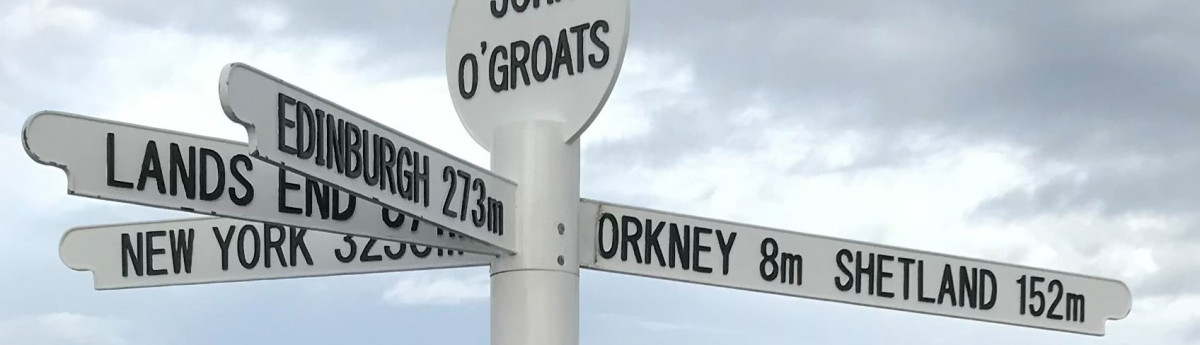 O'GROATS
EDINBURGH 273m
LANDS END
NEW YORK
ORKNEY 8m SHETLAND 152m